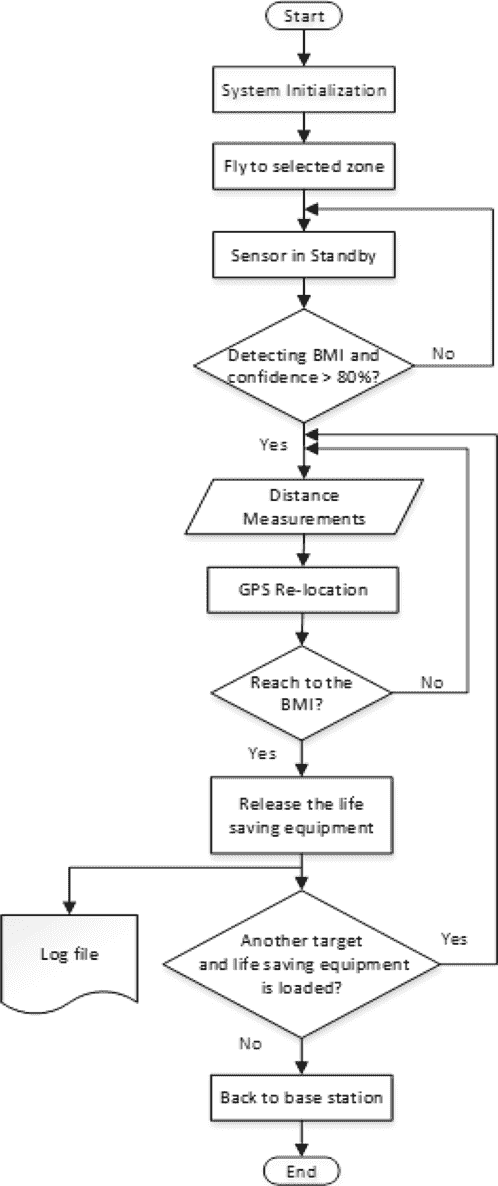 Start
System Initialization
Fly to selected zone
Sensor in Standby
Detecting BMI and
confidence > 80%?
No
Yes
Distance
Measurements
GPS Re-location
Reach to the
BMI?
No
Yes
Release the life
saving equipment
Log file
Another target
and life saving equipment
is loaded?
Yes
No
Back to base station
End